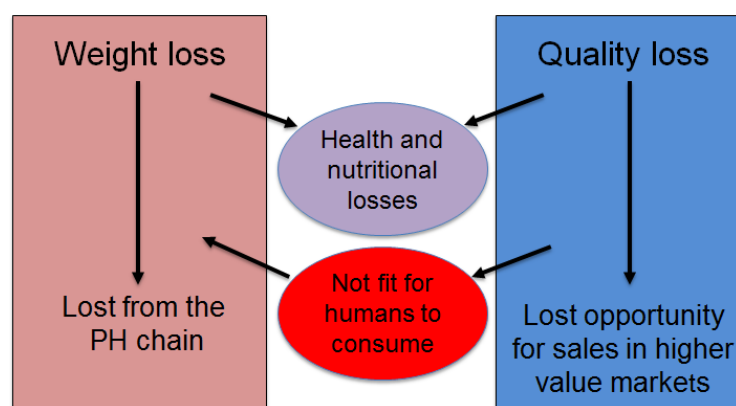 Weight loss
Quality loss
Health and
nutritional
losses
Not fit for
humans to
consume
Lost from the
PH chain
Lost opportunity
for sales in higher
value markets